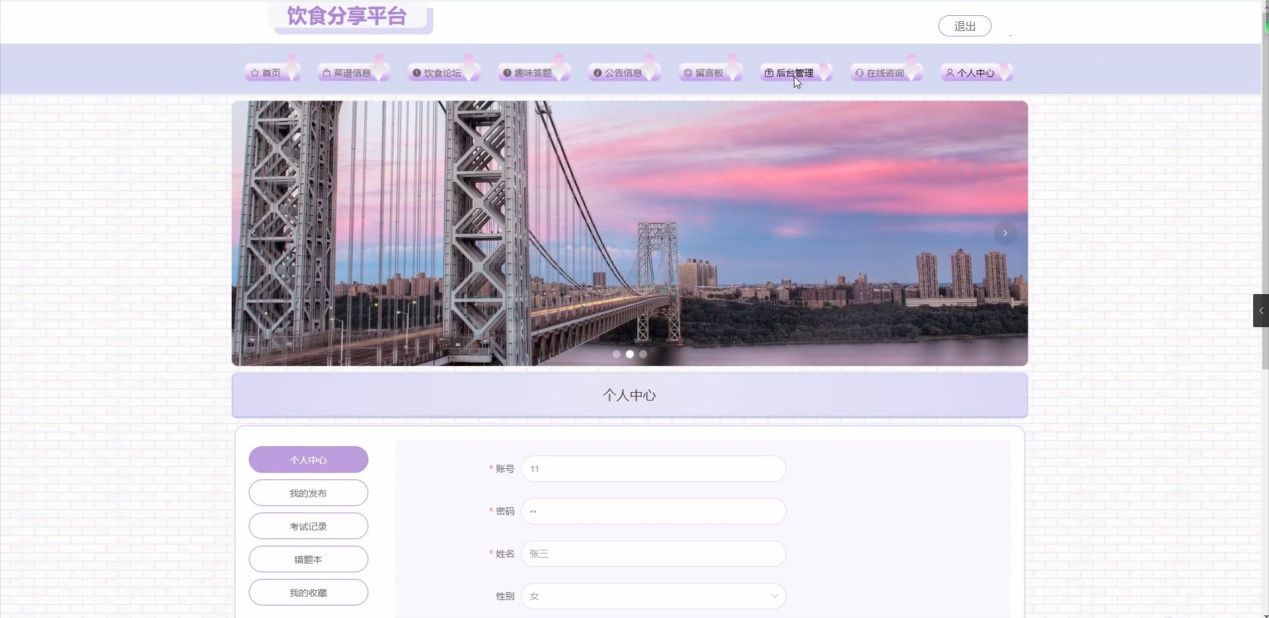 饮食分享平台
退出
首页
菜谱信息
饮食论坛
趣味答题
公告信息
留言板
后台管理
在线咨询
个人中心
个人中心
个人中心
我的发布
考试记录
错题本
我的收藏
* 账号 11
* 密码 ••
* 姓名 张三
性别 女